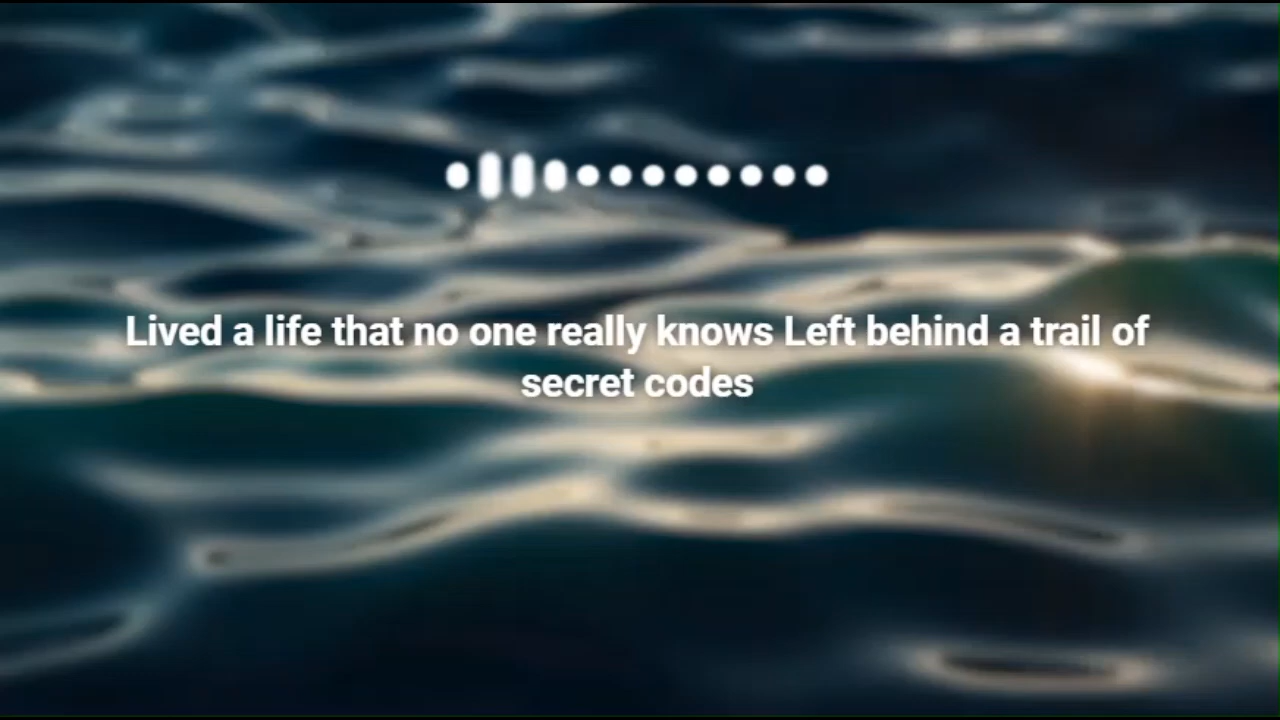 Lived a life that no one really knows Left behind a trail of
secret codes